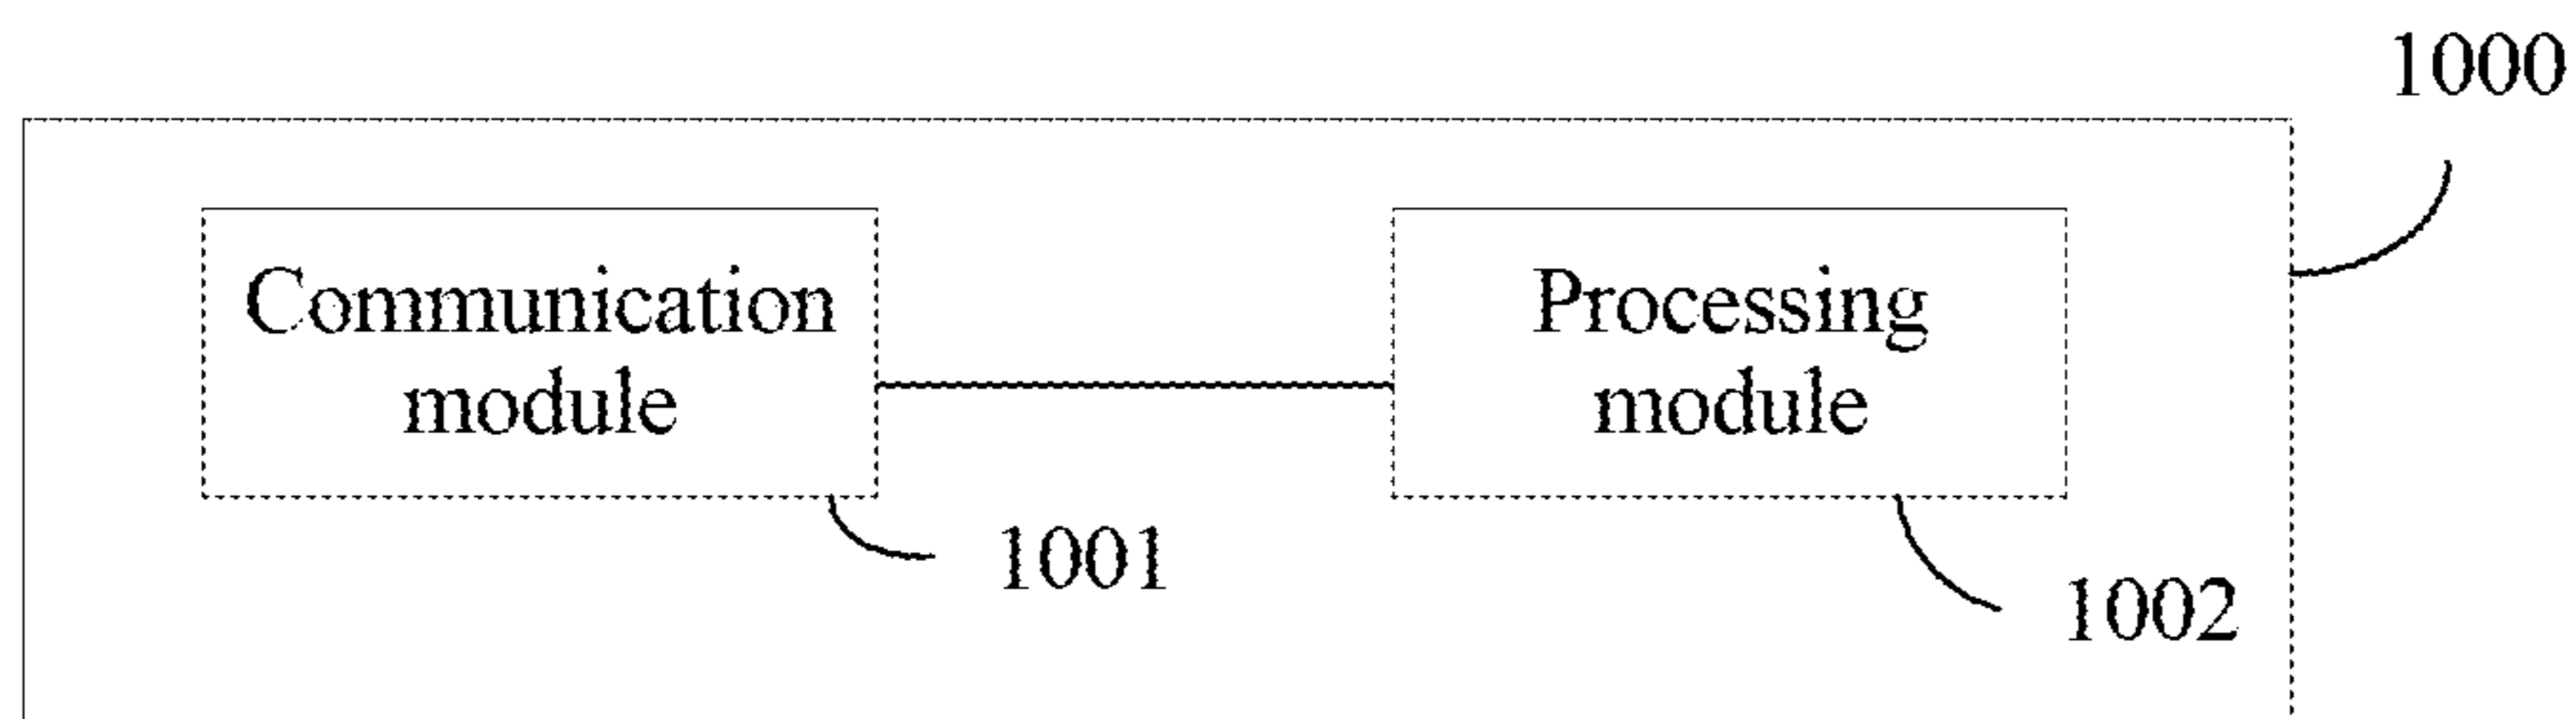 1000
Communication
module
Processing
module
1001
1002